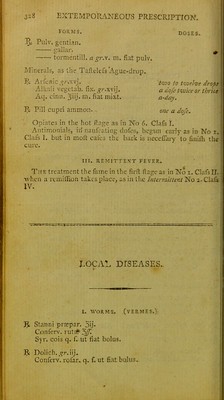 328 EXTEMPORANEOUS PRESCRIPTION.
FORMS. DOSES.
℞ Pulv. gentian.
—— gallar.
—— tormentill. a gr.v. m. fiat pulv.
Minerals, as the Tasteless Ague-drop.
℞ Arsenic gr.xvj.
Alkali vegetab. fix. gr.xvij.
Aq. cinn. ℥iij. m. fiat mixt.
two to twelve drops
a dose twice or thrice
a-day.
℞ Pill cupri ammon. one a dose.
Opiates in the hot stage as in No 6. Class I.
Antimonials, in nauseating doses, begun early as in No 1.
Class I. but in most cases the bark is necessary to finish the
cure.
III. REMITTENT FEVER.
THE treatment the same in the first stage as in No 1. Class II.
when a remission takes place, as in the Intermittent No 2. Class
IV.
LOCAL DISEASES.
I. WORMS. (VERMES.)
℞ Stanni præpar. ʒij.
Conserv. rutæ
Syr. cois q. s. ut fiat bolus.
℞ Dolich. gr.iij.
Conserv. rosar. q. s. ut fiat bolus.